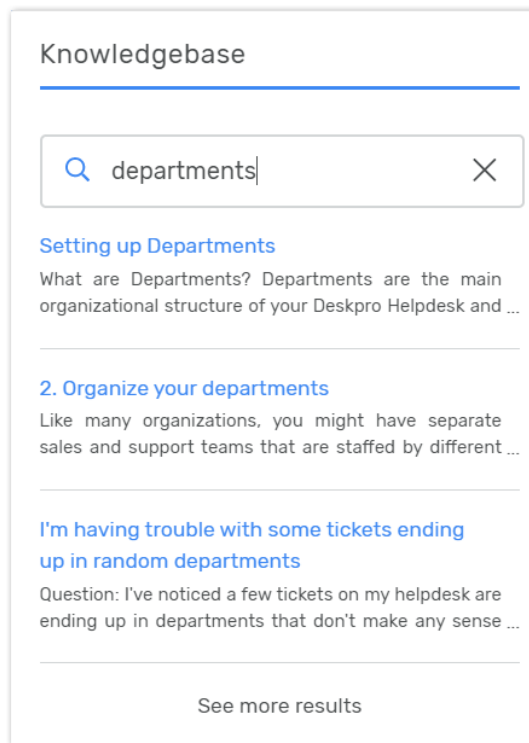 Knowledgebase
departments
Setting up Departments
What are Departments? Departments are the main
organizational structure of your Deskpro Helpdesk and ...
2. Organize your departments
Like many organizations, you might have separate
sales and support teams that are staffed by different ...
I'm having trouble with some tickets ending
up in random departments
Question: I've noticed a few tickets on my helpdesk are
ending up in departments that don't make any sense ...
See more results